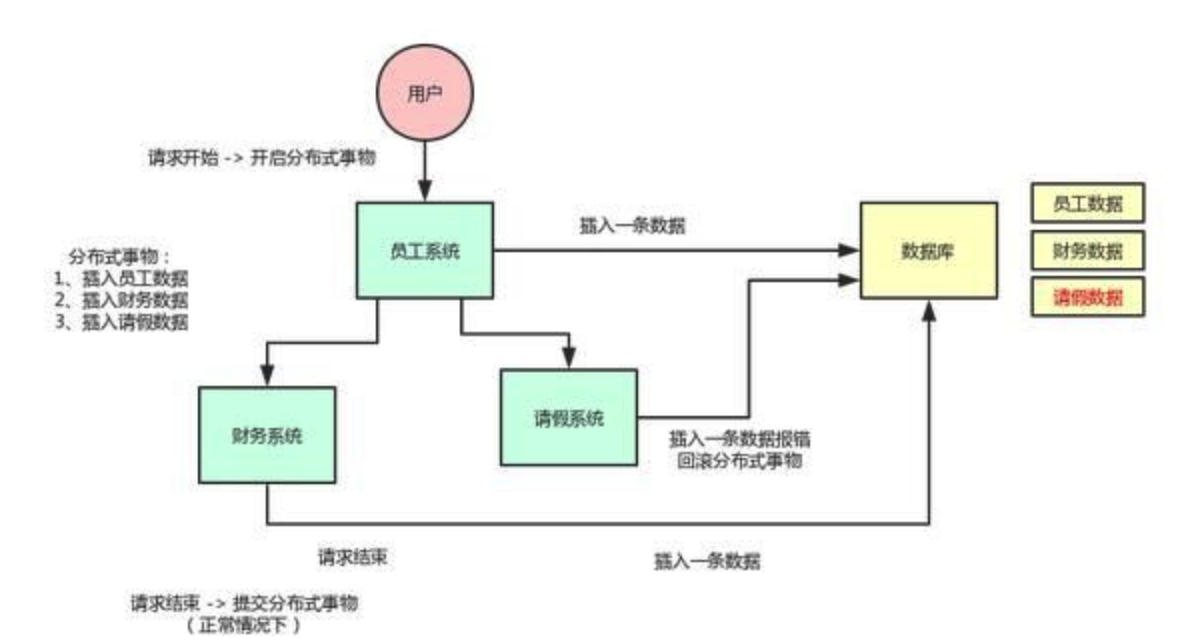 用户
请求开始 -> 开启分布式事物
员工系统
插入一条数据
数据库
员工数据
财务数据
请假数据
分布式事物：
1、插入员工数据
2、插入财务数据
3、插入请假数据
财务系统
请假系统
插入一条数据报错
回滚分布式事物
请求结束
插入一条数据
请求结束 -> 提交分布式事物
（正常情况下）